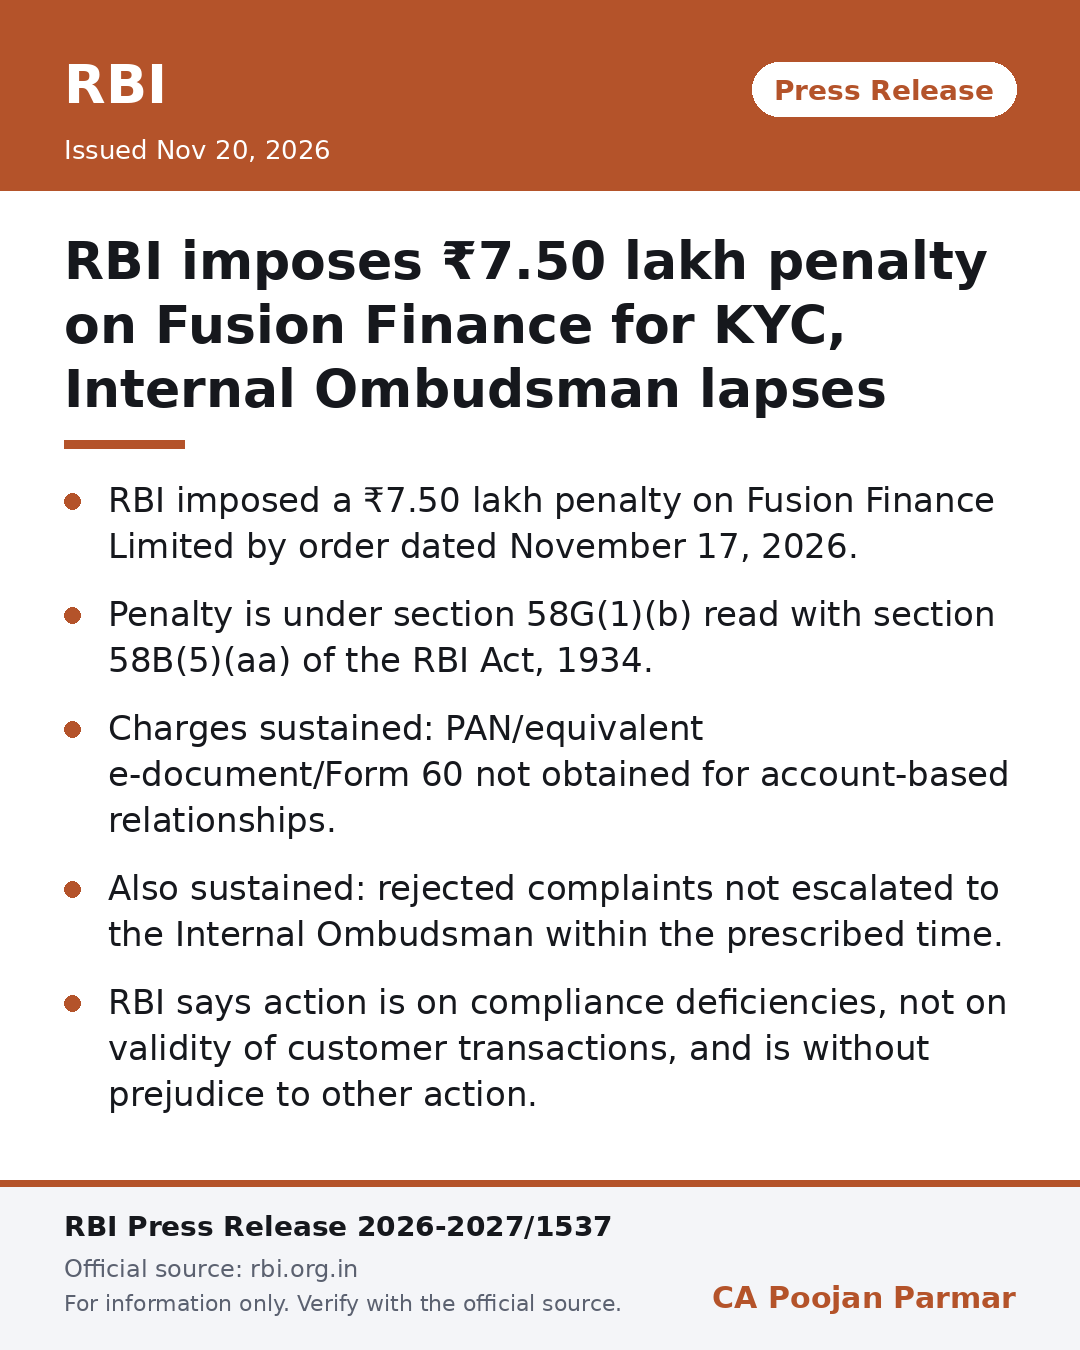 RBI
Press Release
Issued Nov 20, 2026
RBI imposes ₹7.50 lakh penalty
on Fusion Finance for KYC,
Internal Ombudsman lapses
RBI imposed a ₹7.50 lakh penalty on Fusion Finance
Limited by order dated November 17, 2026.
Penalty is under section 58G(1)(b) read with section
58B(5)(aa) of the RBI Act, 1934.
Charges sustained: PAN/equivalent
e-document/Form 60 not obtained for account-based
relationships.
Also sustained: rejected complaints not escalated to
the Internal Ombudsman within the prescribed time.
RBI says action is on compliance deficiencies, not on
validity of customer transactions, and is without
prejudice to other action.
RBI Press Release 2026-2027/1537
Official source: rbi.org.in
For information only. Verify with the official source.
CA Poojan Parmar